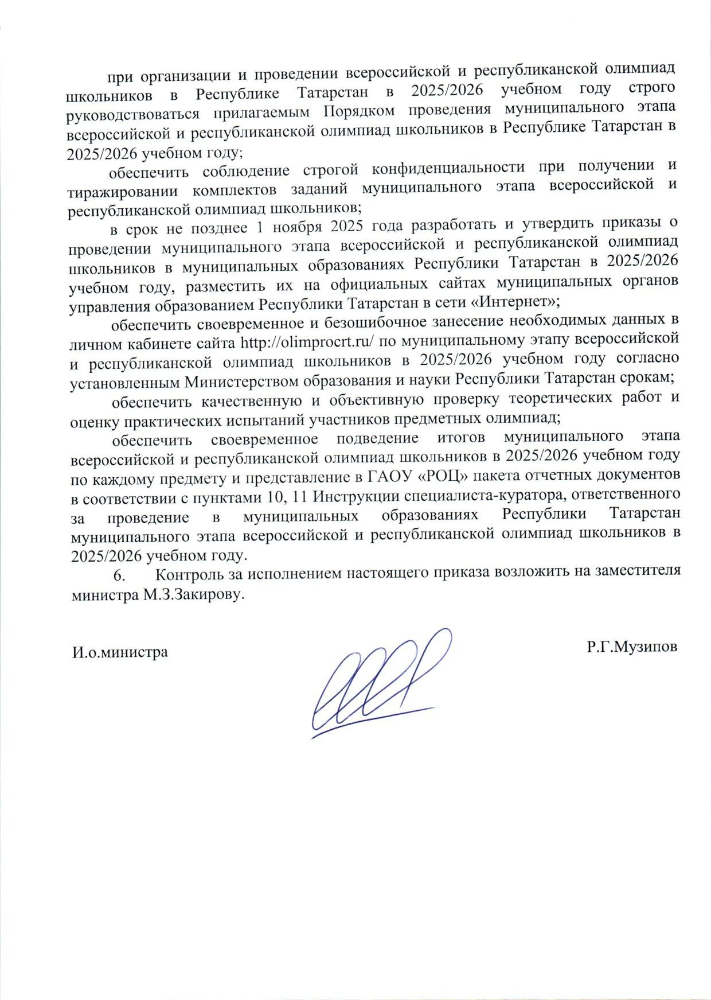 при организации и проведении всероссийской и республиканской олимпиад
школьников в Республике Татарстан в 2025/2026 учебном году строго
руководствоваться прилагаемым Порядком проведения муниципального этапа
всероссийской и республиканской олимпиад школьников в Республике Татарстан в
2025/2026 учебном году;
обеспечить соблюдение строгой конфиденциальности при получении и
тиражировании комплектов заданий муниципального этапа всероссийской и
республиканской олимпиад школьников;
в срок не позднее 1 ноября 2025 года разработать и утвердить приказы о
проведении муниципального этапа всероссийской и республиканской олимпиад
школьников в муниципальных образованиях Республики Татарстан в 2025/2026
учебном году, разместить их на официальных сайтах муниципальных органов
управления образованием Республики Татарстан в сети «Интернет»;
обеспечить своевременное и безошибочное занесение необходимых данных в
личном кабинете сайта http://olimprocrt.ru/ по муниципальному этапу всероссийской
и республиканской олимпиад школьников в 2025/2026 учебном году согласно
установленным Министерством образования и науки Республики Татарстан срокам;
обеспечить качественную и объективную проверку теоретических работ и
оценку практических испытаний участников предметных олимпиад;
обеспечить своевременное подведение итогов муниципального этапа
всероссийской и республиканской олимпиад школьников в 2025/2026 учебном году
по каждому предмету и представление в ГАОУ «РОЦ» пакета отчетных документов
в соответствии с пунктами 10, 11 Инструкции специалиста-куратора, ответственного
за проведение в муниципальных образованиях Республики Татарстан
муниципального этапа всероссийской и республиканской олимпиад школьников в
2025/2026 учебном году.
6. Контроль за исполнением настоящего приказа возложить на заместителя
министра М.З.Закирову.
И.о.министра Р.Г.Музипов